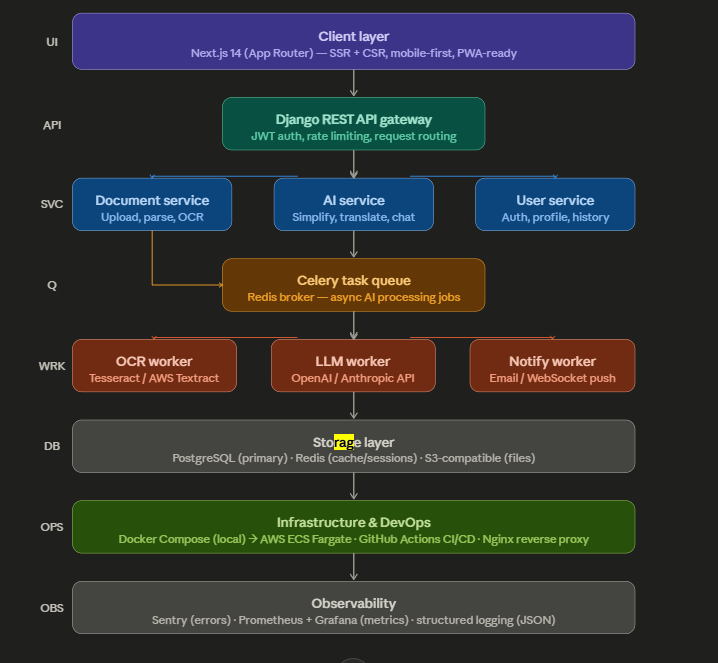 UI
Client layer
Next.js 14 (App Router) — SSR + CSR, mobile-first, PWA-ready
API
Django REST API gateway
JWT auth, rate limiting, request routing
SVC
Document service
Upload, parse, OCR
AI service
Simplify, translate, chat
User service
Auth, profile, history
Q
Celery task queue
Redis broker — async AI processing jobs
WRK
OCR worker
Tesseract / AWS Textract
LLM worker
OpenAI / Anthropic API
Notify worker
Email / WebSocket push
DB
Storage layer
PostgreSQL (primary) · Redis (cache/sessions) · S3-compatible (files)
OPS
Infrastructure & DevOps
Docker Compose (local) → AWS ECS Fargate · GitHub Actions CI/CD · Nginx reverse proxy
OBS
Observability
Sentry (errors) · Prometheus + Grafana (metrics) · structured logging (JSON)